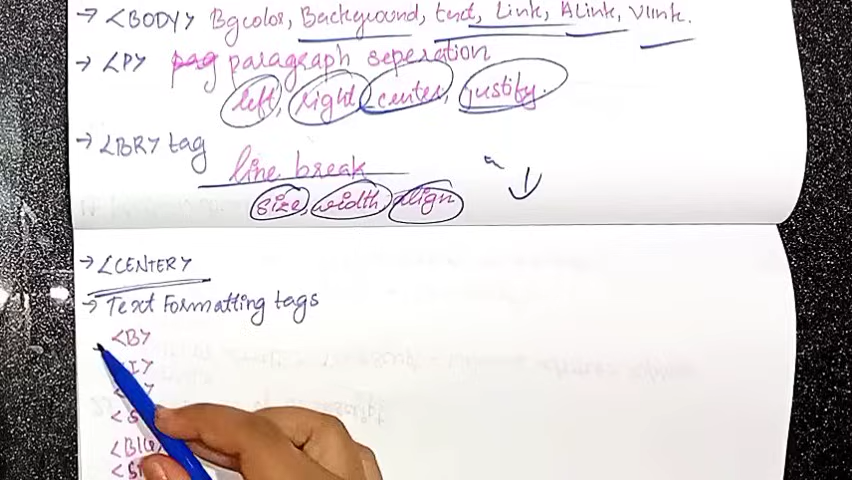 → <BODY> Bgcolor, Background, text, Link, ALink, Vlink.
→ <P> paragraph seperation
left, right, center, justify.
→ <BR> tag
line break
size, width, align
→ <CENTER>
→ Text Formatting tags
<B>
<I>